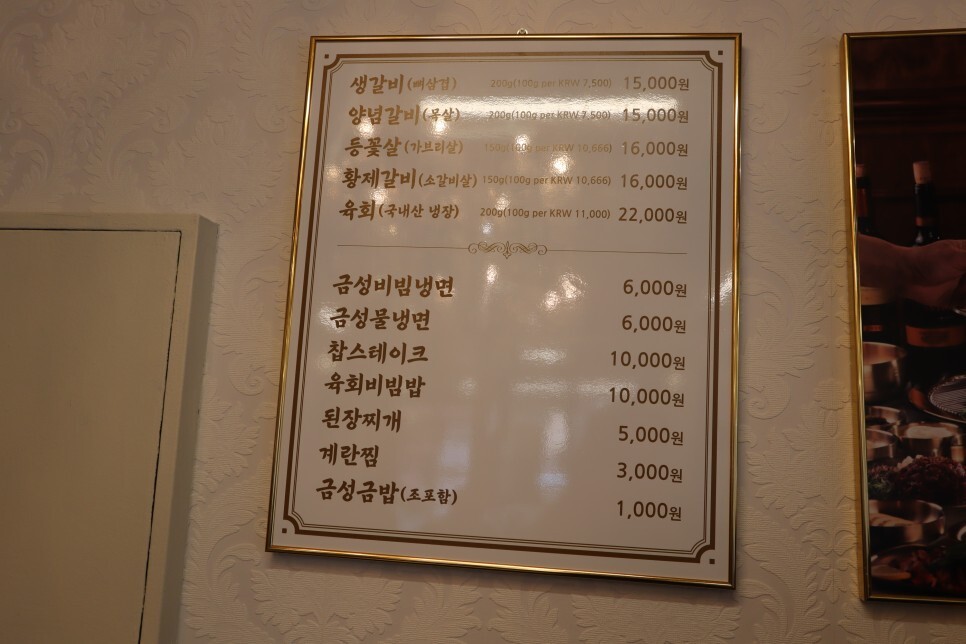 생갈비(뼈삼겹) 200g(100g per KRW 7,500) 15,000원
양념갈비(목살) 200g(100g per KRW 7,500) 15,000원
등꽃살(가브리살) 150g(100g per KRW 10,666) 16,000원
황제갈비(소갈비살) 150g(100g per KRW 10,666) 16,000원
육회(국내산 냉장) 200g(100g per KRW 11,000) 22,000원
금성비빔냉면 6,000원
금성물냉면 6,000원
찹스테이크 10,000원
육회비빔밥 10,000원
된장찌개 5,000원
계란찜 3,000원
금성금밥(조포함) 1,000원